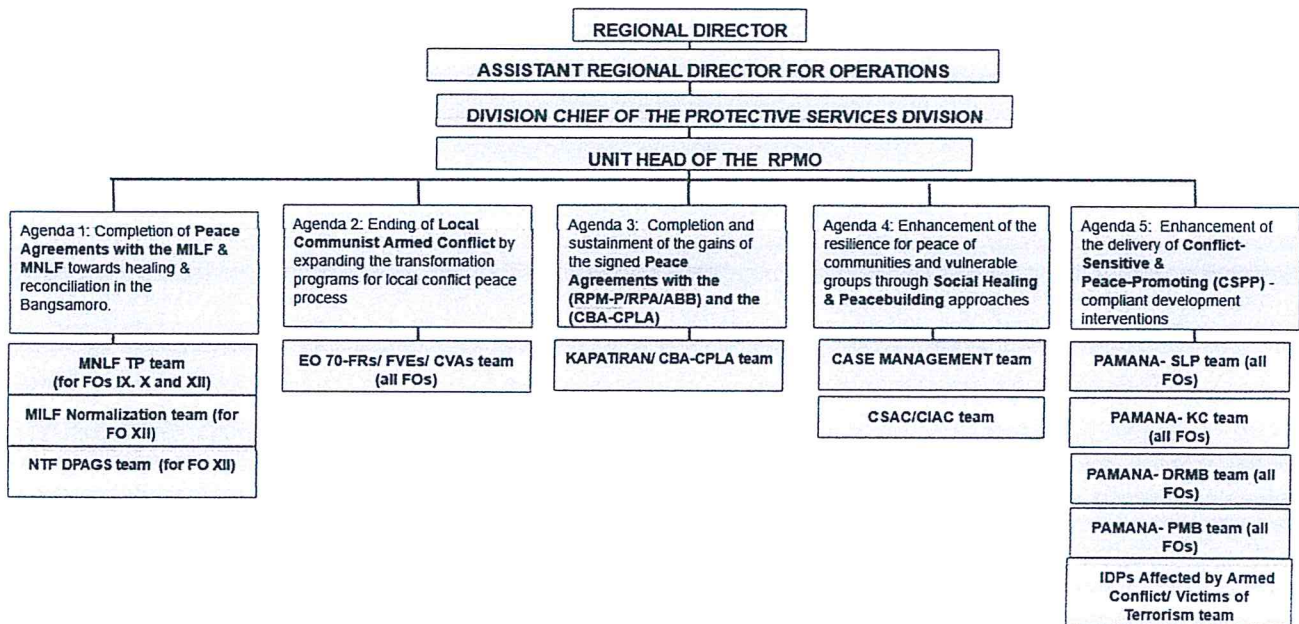 REGIONAL DIRECTOR
ASSISTANT REGIONAL DIRECTOR FOR OPERATIONS
DIVISION CHIEF OF THE PROTECTIVE SERVICES DIVISION
UNIT HEAD OF THE RPMO
Agenda 1: Completion of Peace
Agreements with the MILF &
MNLF towards healing &
reconciliation in the
Bangsamoro.
MNLF TP team
(for FOs IX. X and XII)
MILF Normalization team (for
FO XII)
NTF DPAGS team (for FO XII)
Agenda 2: Ending of Local
Communist Armed Conflict by
expanding the transformation
programs for local conflict peace
process
EO 70-FRs/ FVEs/ CVAs team
(all FOs)
Agenda 3: Completion and
sustainment of the gains of
the signed Peace
Agreements with the
(RPM-P/RPA/ABB) and the
(CBA-CPLA)
KAPATIRAN/ CBA-CPLA team
Agenda 4: Enhancement of the
resilience for peace of
communities and vulnerable
groups through Social Healing
& Peacebuilding approaches
CASE MANAGEMENT team
CSAC/CIAC team
Agenda 5: Enhancement of
the delivery of Conflict-
Sensitive &
Peace-Promoting (CSPP) -
compliant development
interventions
PAMANA- SLP team (all
FOs)
PAMANA- KC team
(all FOs)
PAMANA- DRMB team (all
FOs)
PAMANA- PMB team (all
FOs)
IDPs Affected by Armed
Conflict/ Victims of
Terrorism team